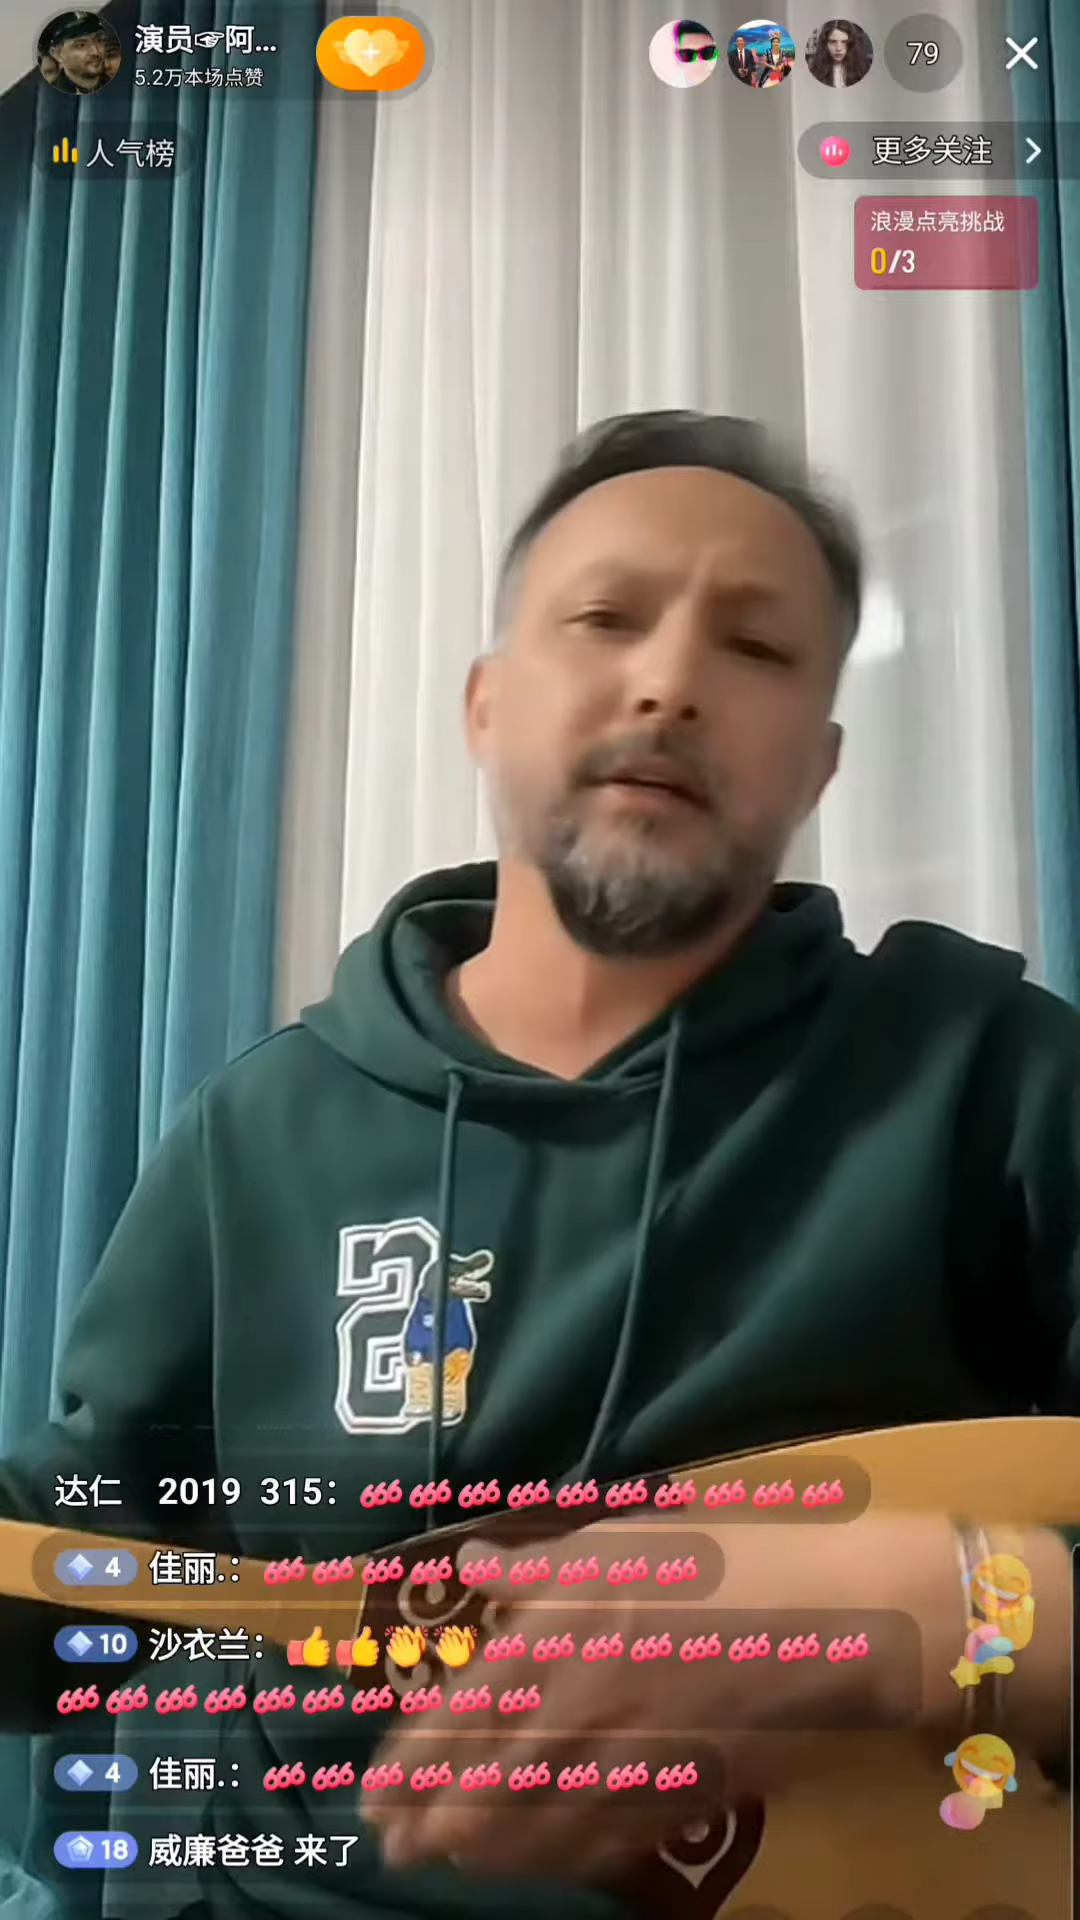 演员☞阿...
5.2万本场点赞
79
人气榜
更多关注
浪漫点亮挑战
0/3
达仁 2019 315：666 666 666 666 666 666 666 666 666 666
4 佳丽.：666 666 666 666 666 666 666 666 666
10 沙衣兰：👍👍👏👏666 666 666 666 666 666 666 666
666 666 666 666 666 666 666 666 666 666
4 佳丽.：666 666 666 666 666 666 666 666 666
18 威廉爸爸 来了